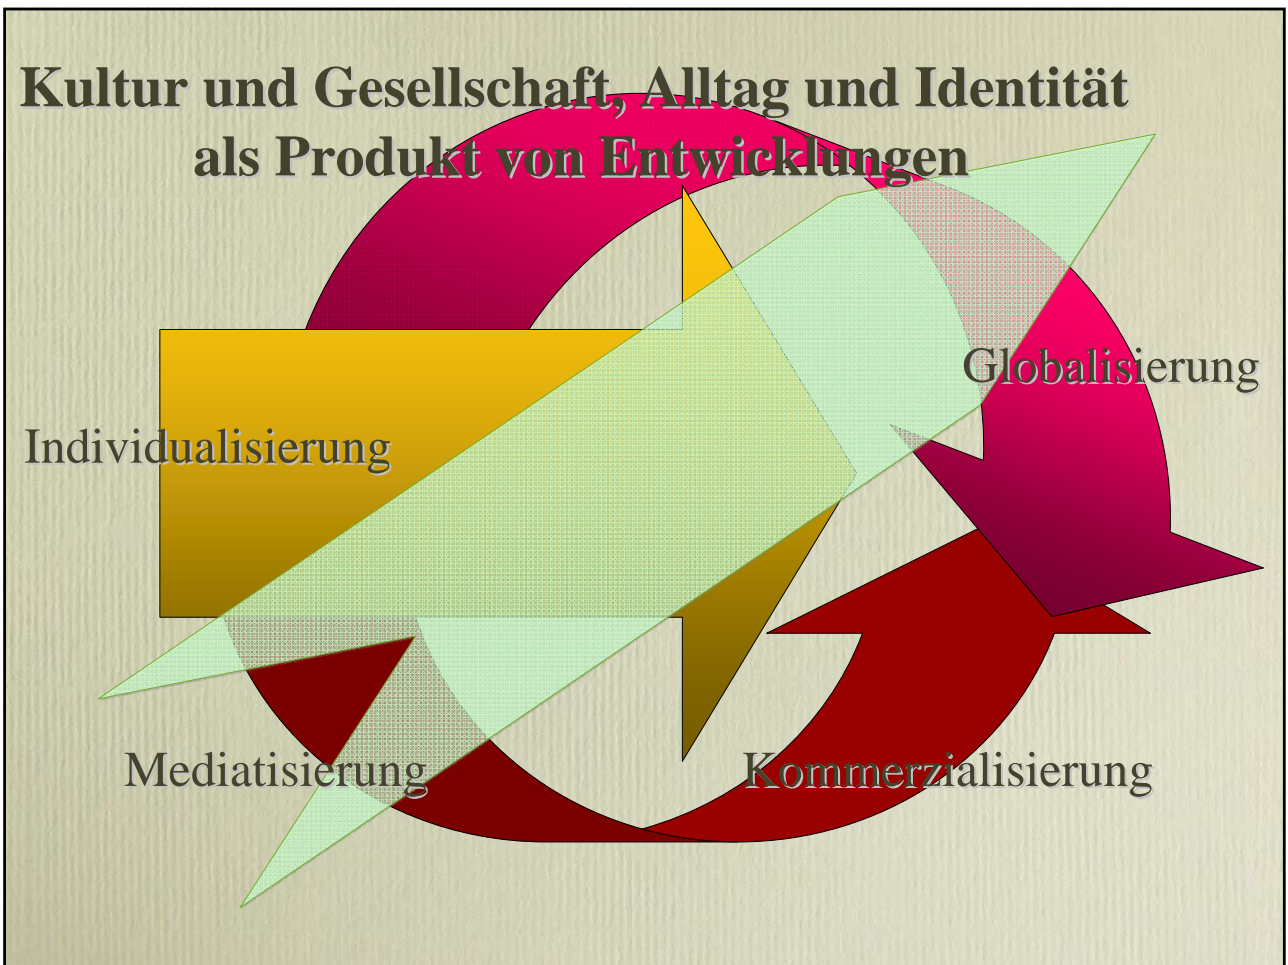 Kultur und Gesellschaft, Alltag und Identität
als Produkt von Entwicklungen
Globalisierung
Individualisierung
Mediatisierung
Kommerzialisierung